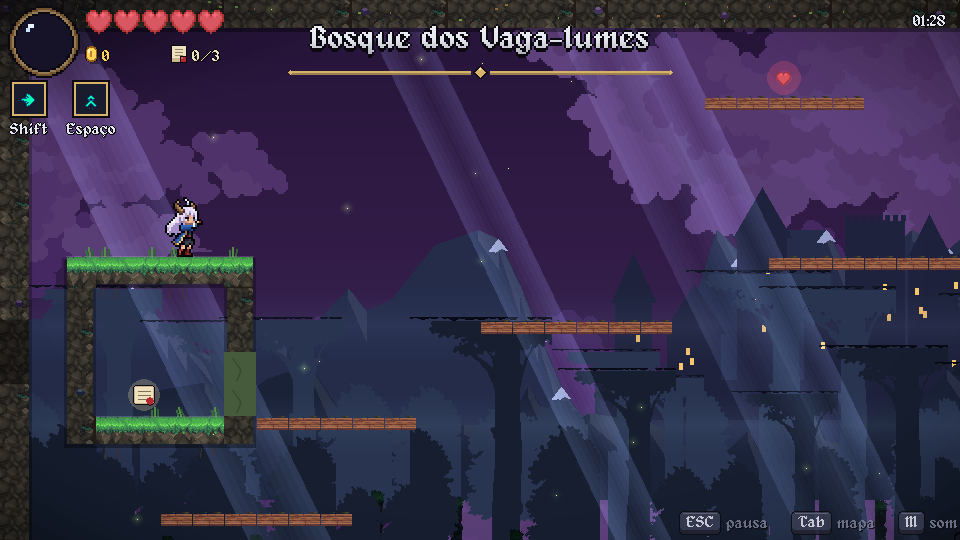 Bosque dos Vaga-lumes
01:28
0
0/3
Shift
Espaço
ESC pausa Tab mapa M som